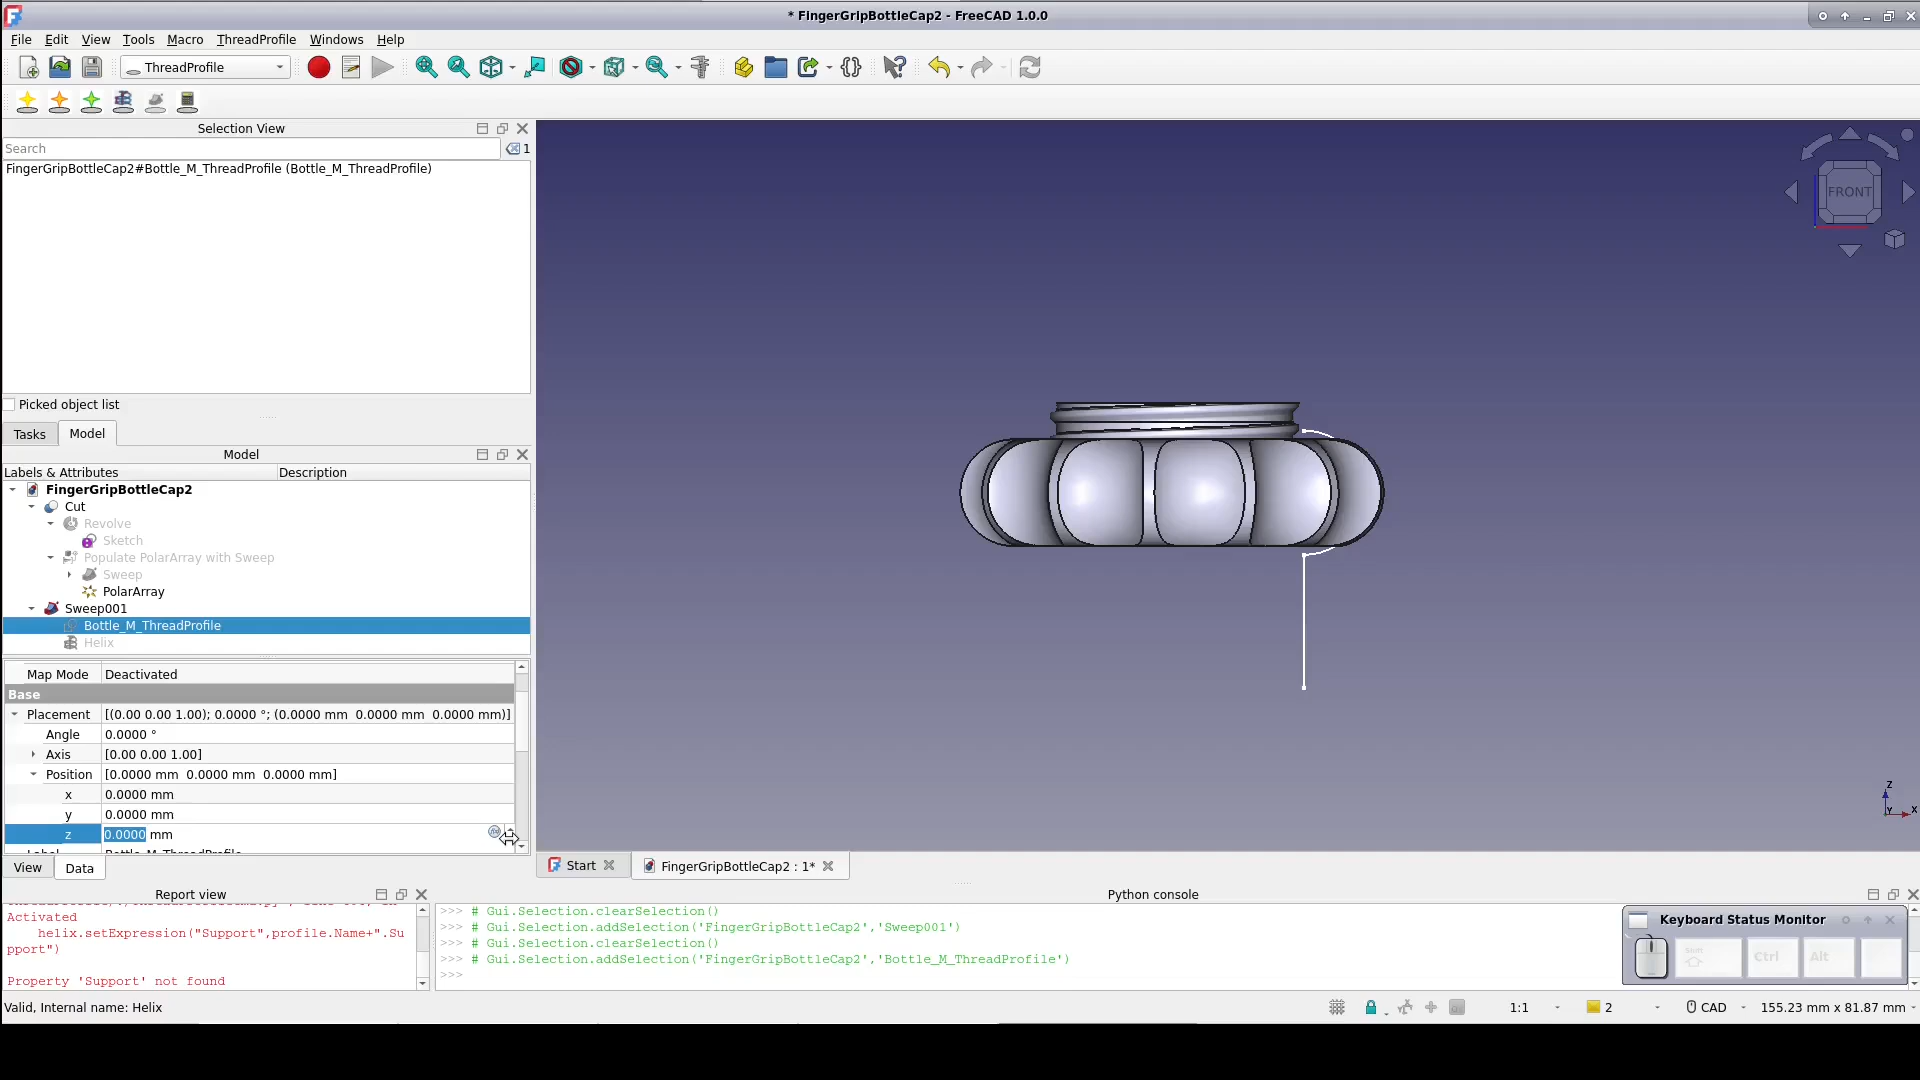 * FingerGripBottleCap2 - FreeCAD 1.0.0
File Edit View Tools Macro ThreadProfile Windows Help
ThreadProfile
Selection View
Search
1
FingerGripBottleCap2#Bottle_M_ThreadProfile (Bottle_M_ThreadProfile)
Picked object list
Tasks Model
Model
Labels & Attributes Description
FingerGripBottleCap2
Cut
Revolve
Sketch
Populate PolarArray with Sweep
Sweep
PolarArray
Sweep001
Bottle_M_ThreadProfile
Helix
Map Mode Deactivated
Base
Placement [(0.00 0.00 1.00); 0.0000 °; (0.0000 mm 0.0000 mm 0.0000 mm)]
Angle 0.0000 °
Axis [0.00 0.00 1.00]
Position [0.0000 mm 0.0000 mm 0.0000 mm]
x 0.0000 mm
y 0.0000 mm
z 0.0000 mm
Label Bottle_M_ThreadProfile
View Data
FRONT
Z
Y
X
Start FingerGripBottleCap2 : 1*
Report view
Activated
helix.setExpression("Support",profile.Name+".Su
pport")
Property 'Support' not found
Python console
>>> # Gui.Selection.clearSelection()
>>> # Gui.Selection.addSelection('FingerGripBottleCap2','Sweep001')
>>> # Gui.Selection.clearSelection()
>>> # Gui.Selection.addSelection('FingerGripBottleCap2','Bottle_M_ThreadProfile')
>>>
Keyboard Status Monitor
Shift Ctrl Alt
Valid, Internal name: Helix
1:1 2 CAD 155.23 mm x 81.87 mm